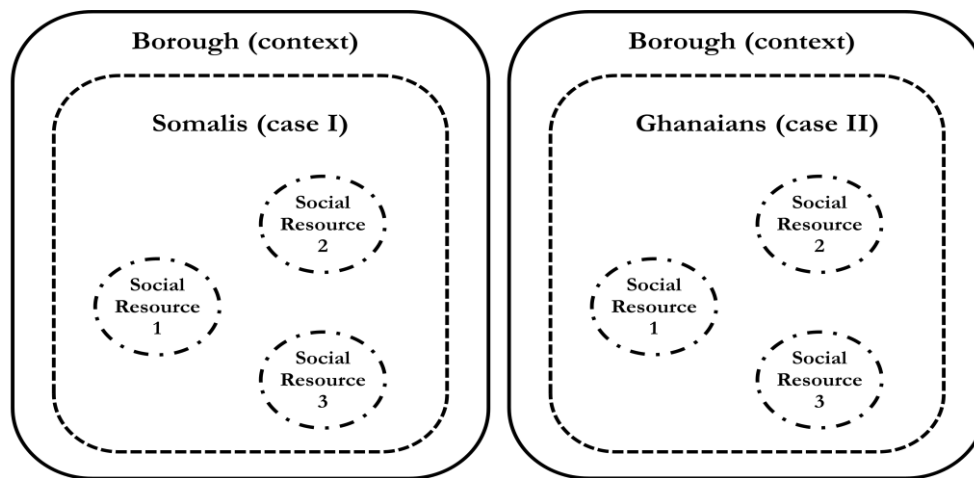 Borough (context)
Somalis (case I)
Social
Resource
2
Social
Resource
1
Social
Resource
3
Borough (context)
Ghanaians (case II)
Social
Resource
2
Social
Resource
1
Social
Resource
3